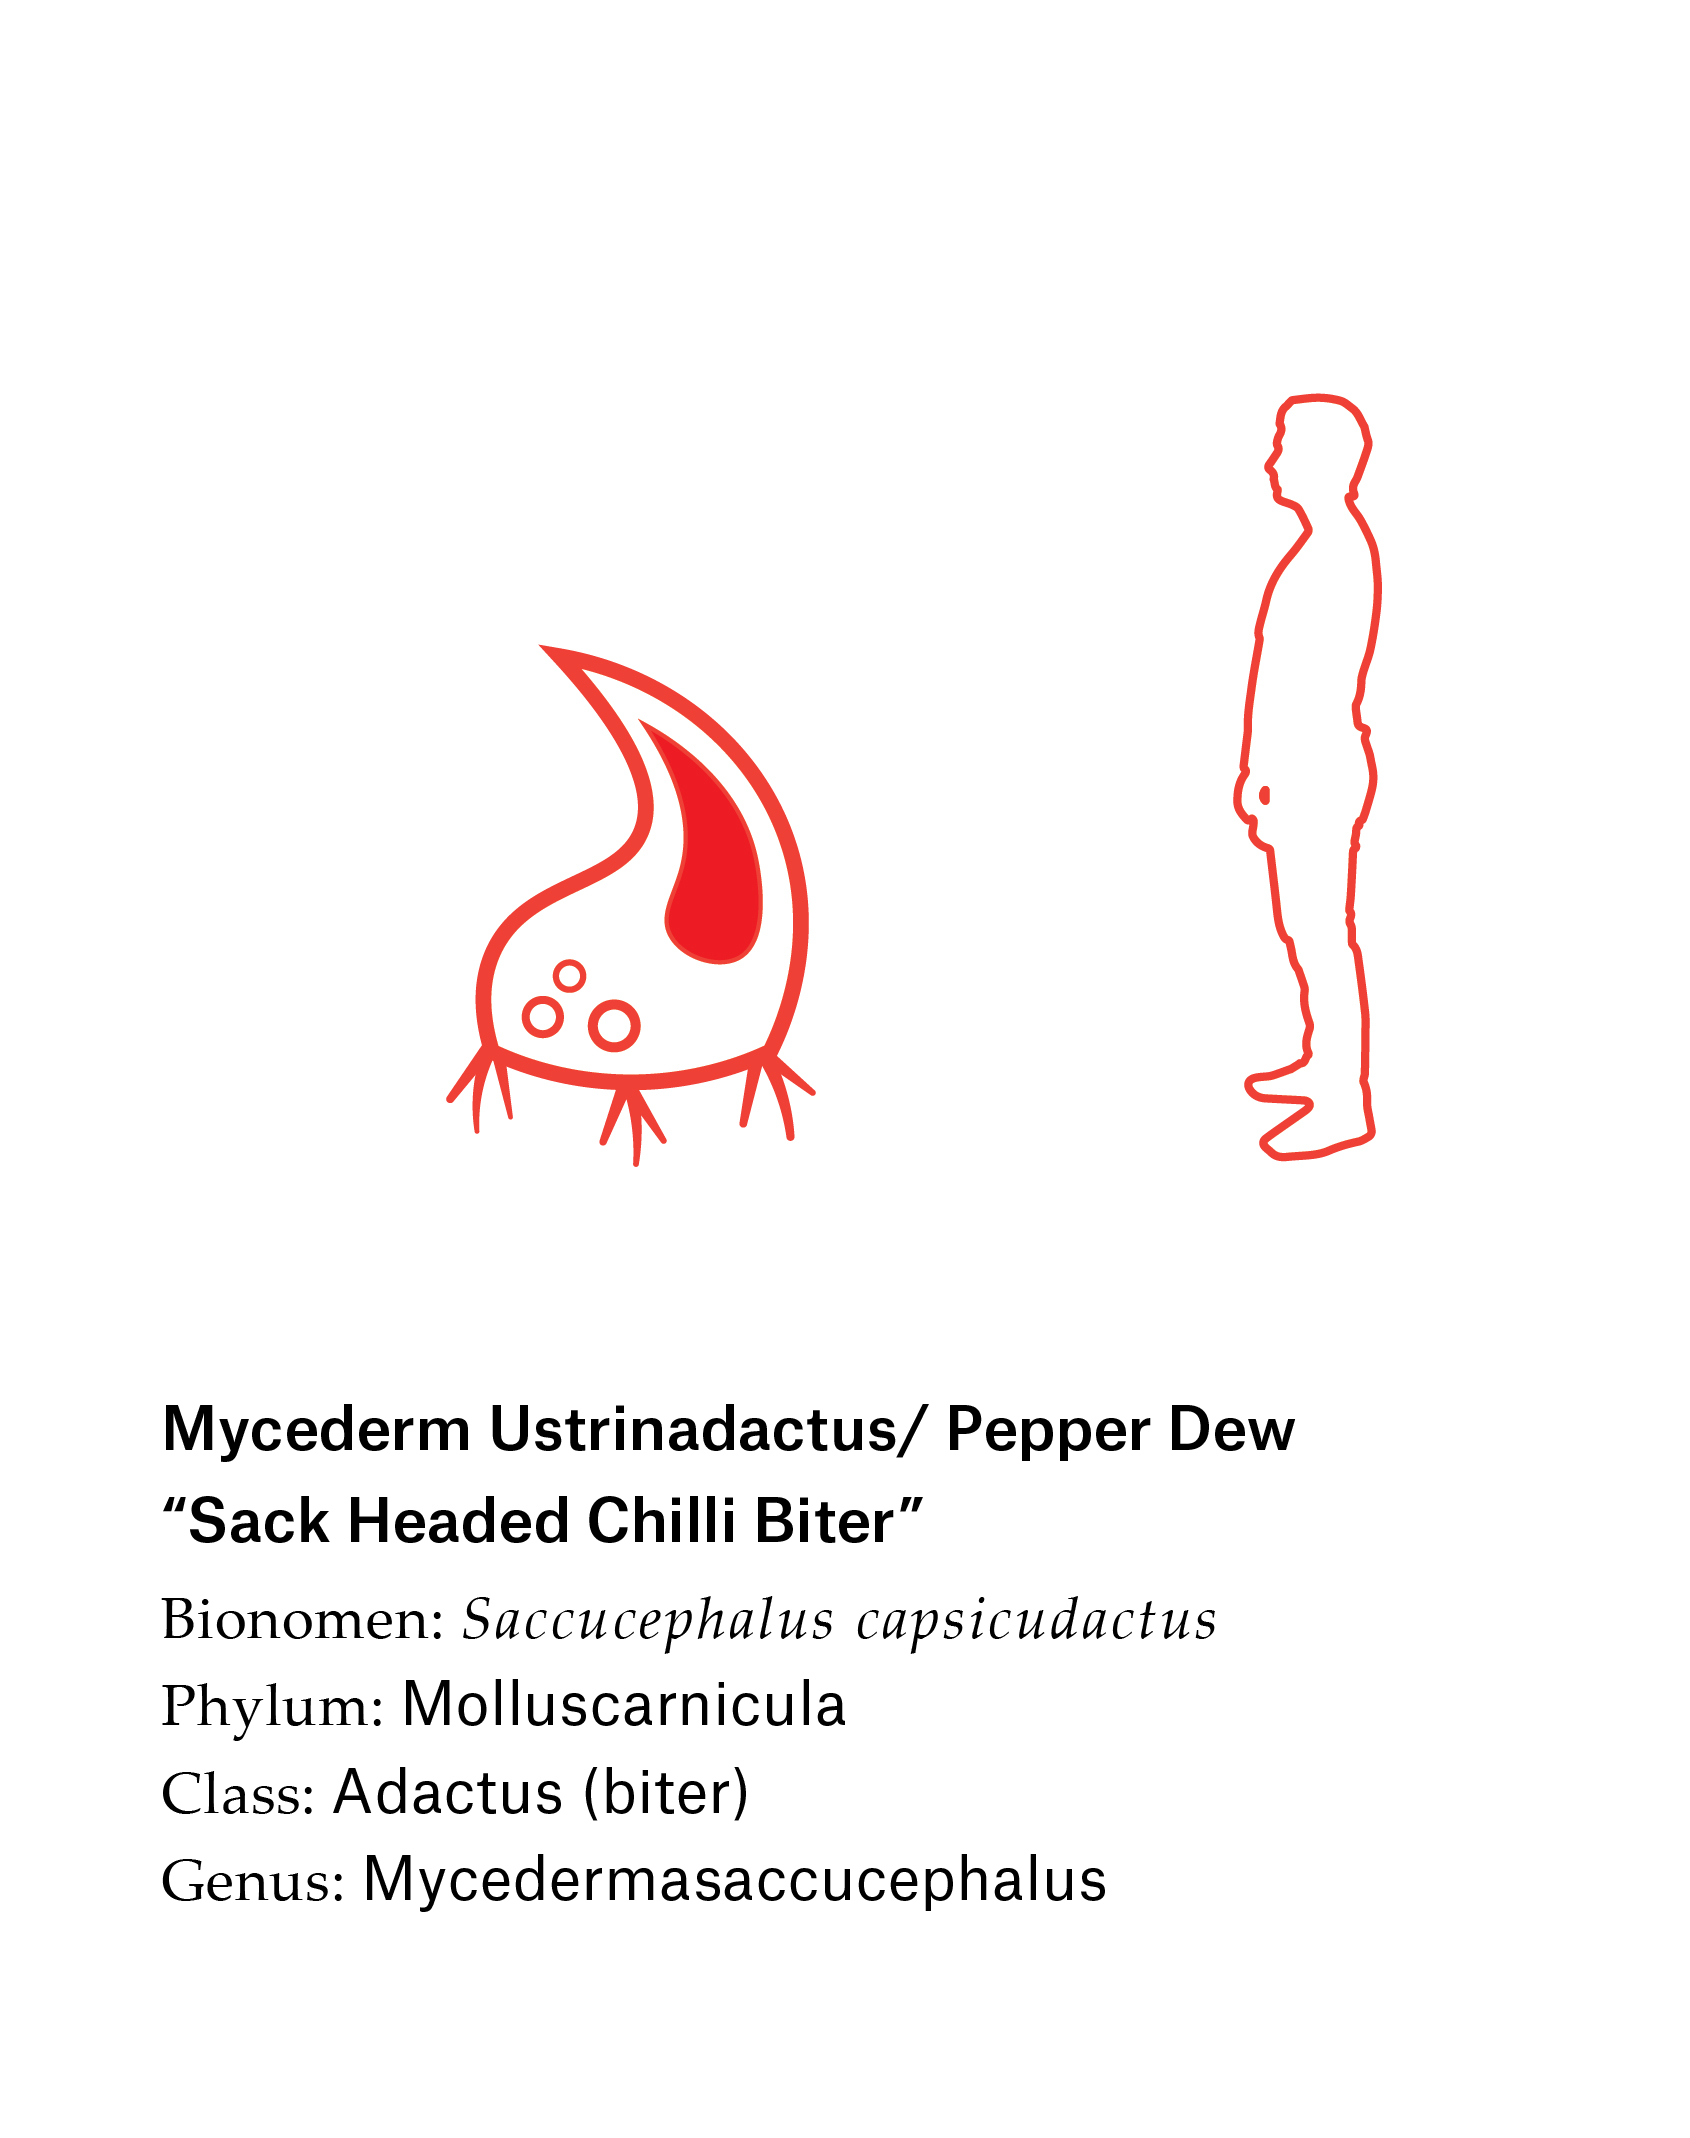 Mycederm Ustrinadactus/ Pepper Dew
“Sack Headed Chilli Biter”
Bionomen: Saccucephalus capsicudactus
Phylum: Molluscarnicula
Class: Adactus (biter)
Genus: Mycedermasaccucephalus